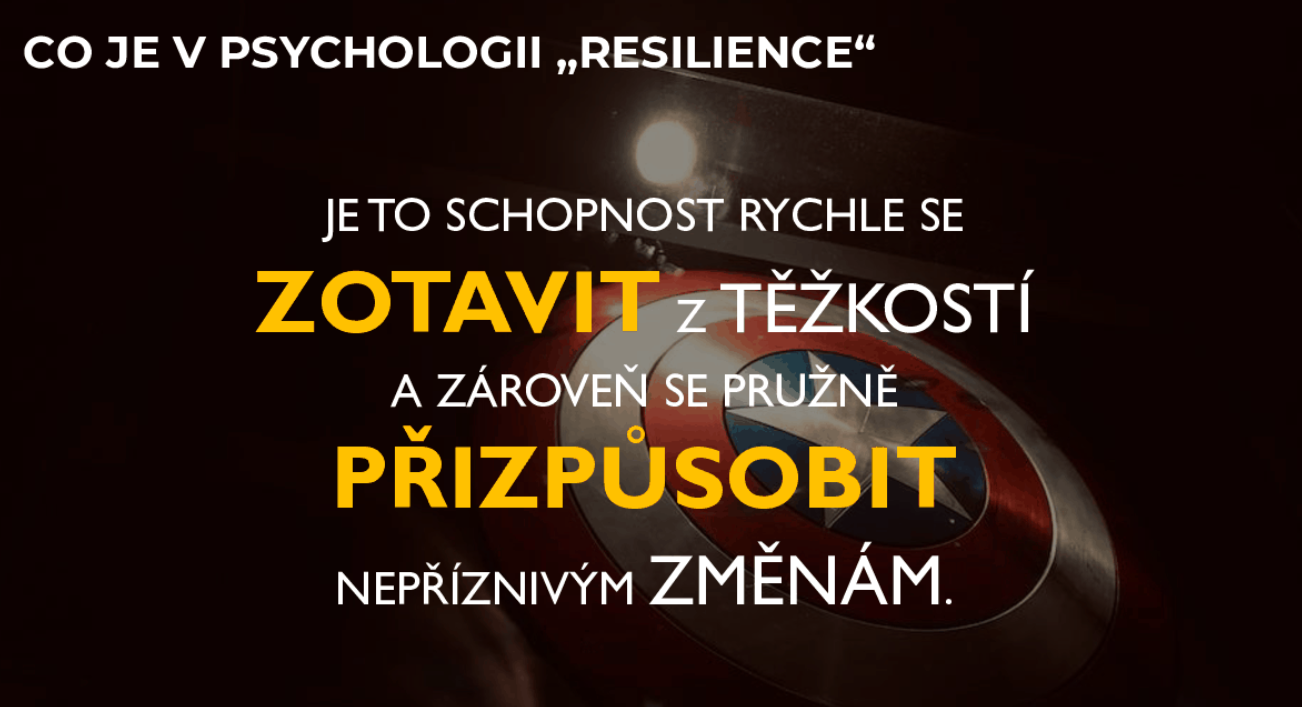 CO JE V PSYCHOLOGII „RESILIENCE“
JE TO SCHOPNOST RYCHLE SE
ZOTAVIT z TĚŽKOSTÍ
A ZÁROVEŇ SE PRUŽNĚ
PŘIZPŮSOBIT
NEPŘÍZNIVÝM ZMĚNÁM.